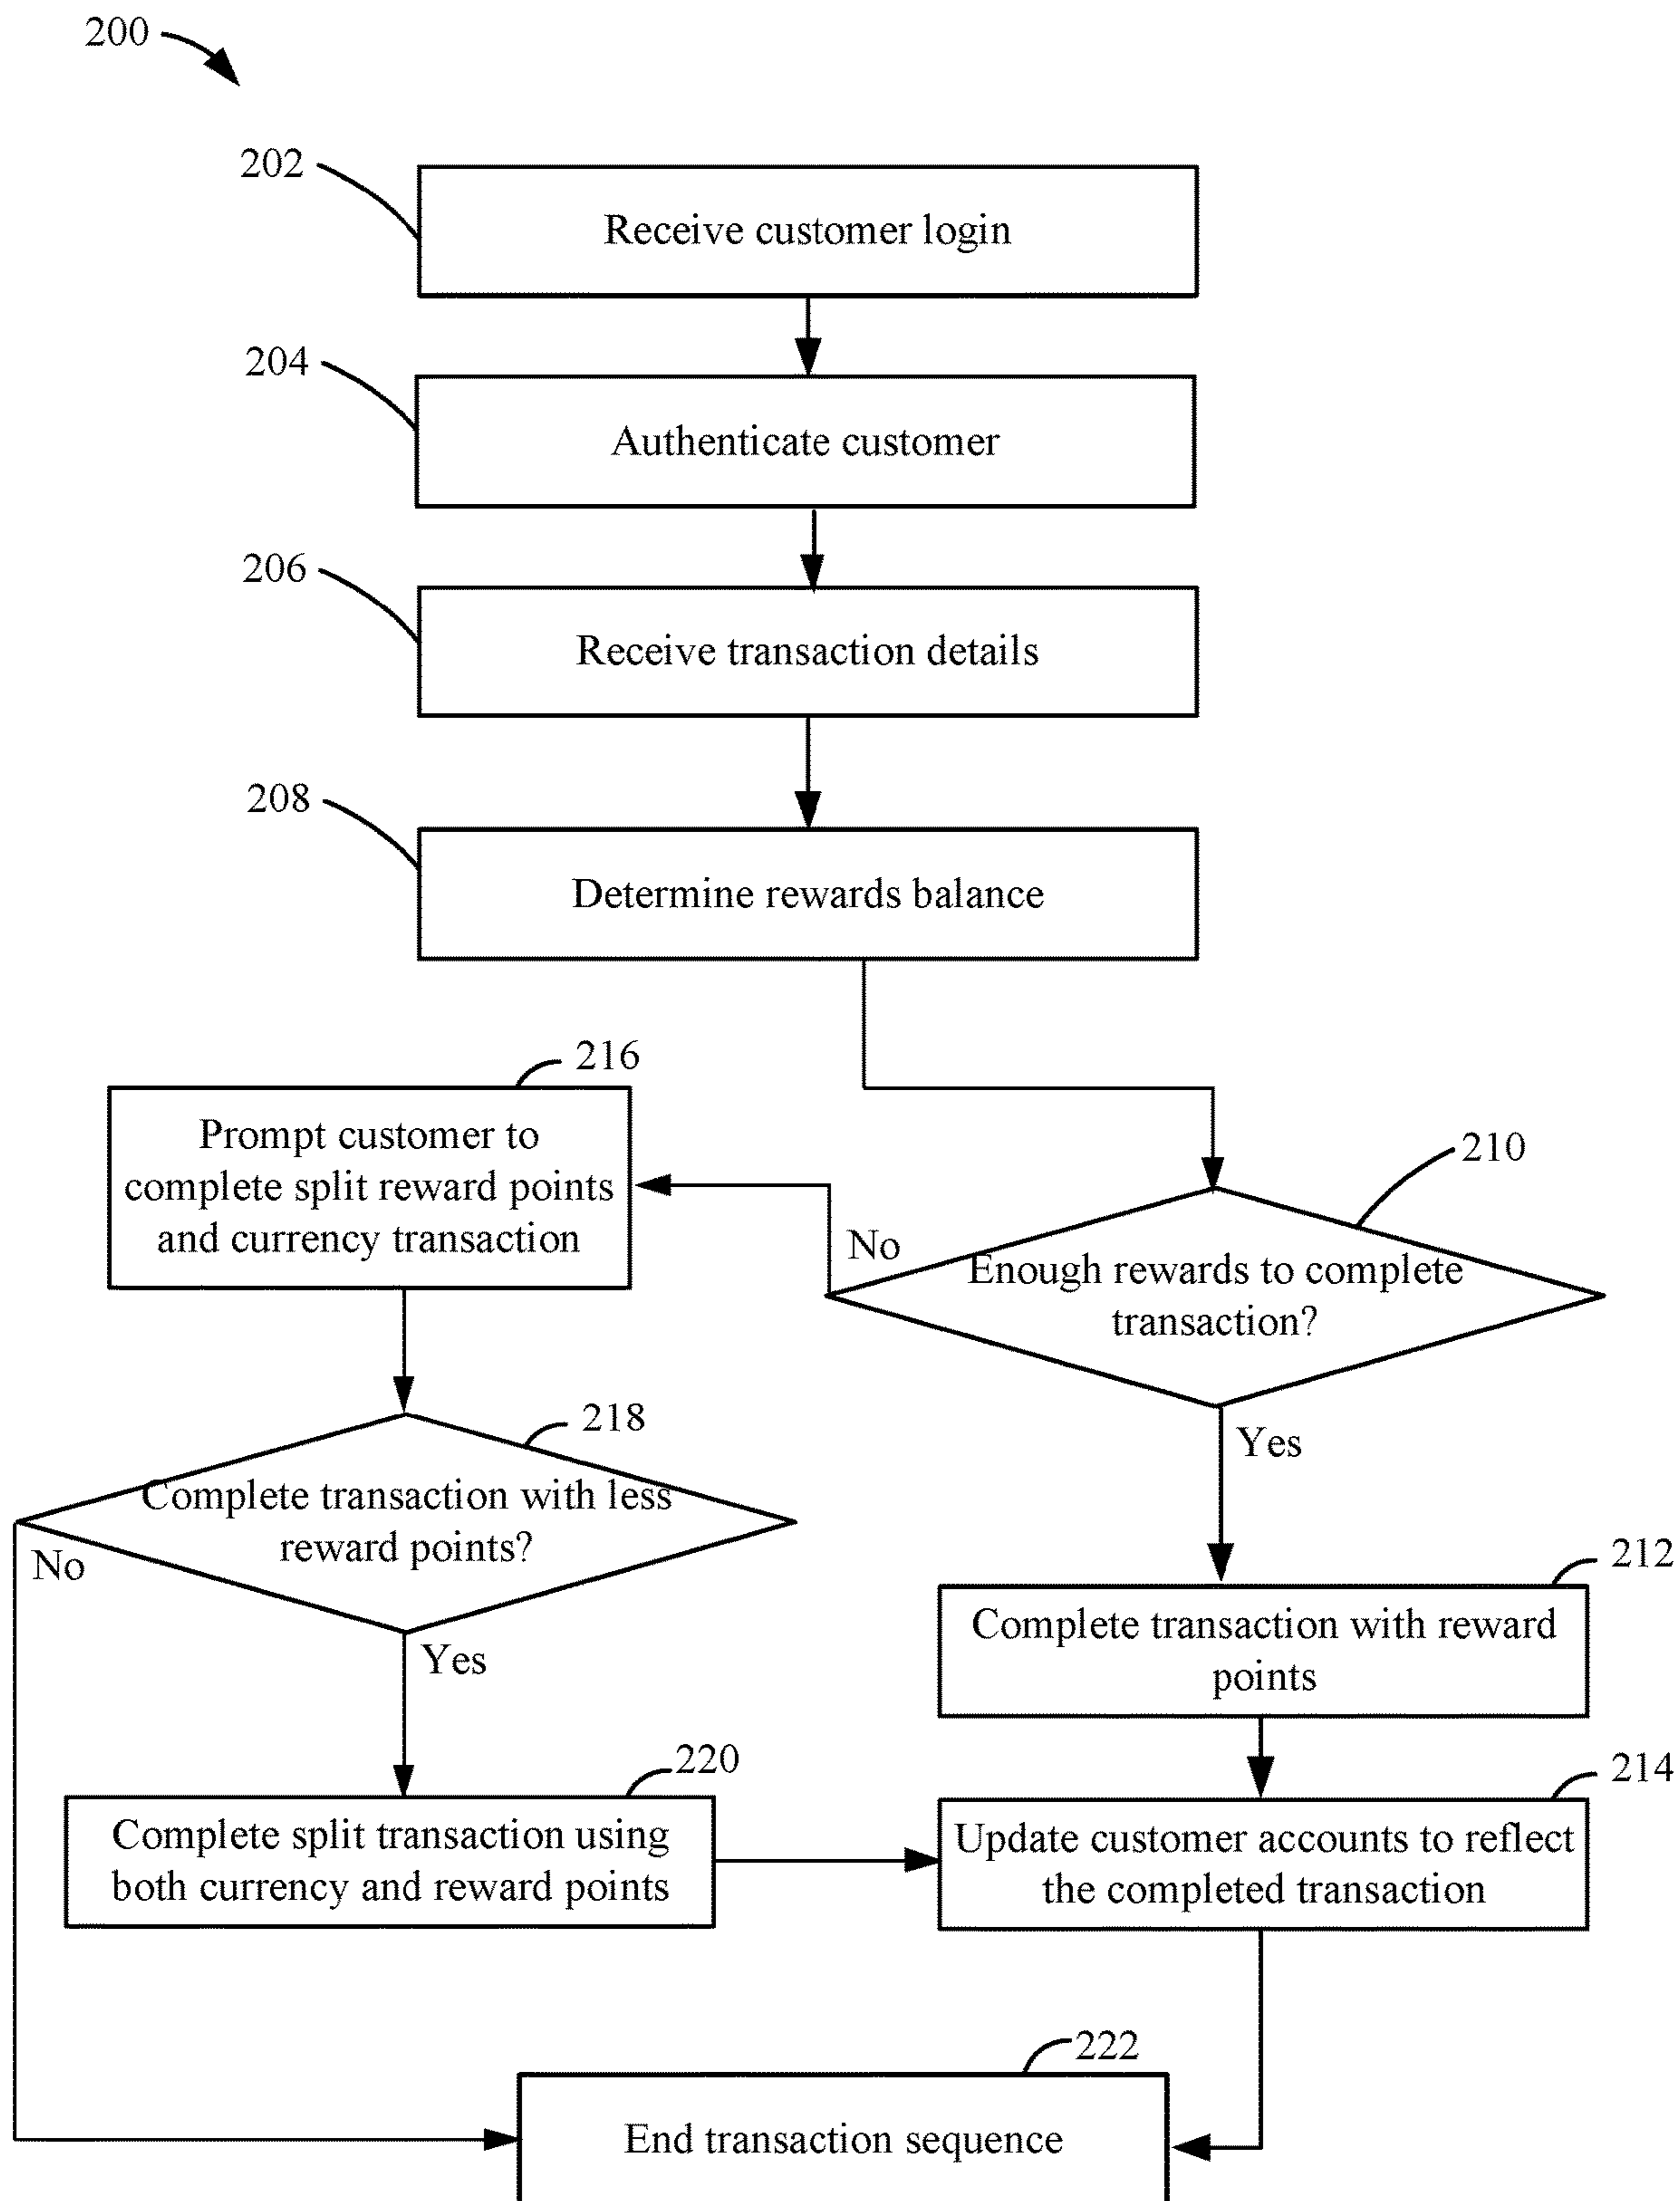 200
202
Receive customer login
204
Authenticate customer
206
Receive transaction details
208
Determine rewards balance
216
Prompt customer to
complete split reward points
and currency transaction
210
No
Enough rewards to complete
transaction?
Yes
218
Complete transaction with less
reward points?
No
Yes
212
Complete transaction with reward
points
220
Complete split transaction using
both currency and reward points
214
Update customer accounts to reflect
the completed transaction
222
End transaction sequence